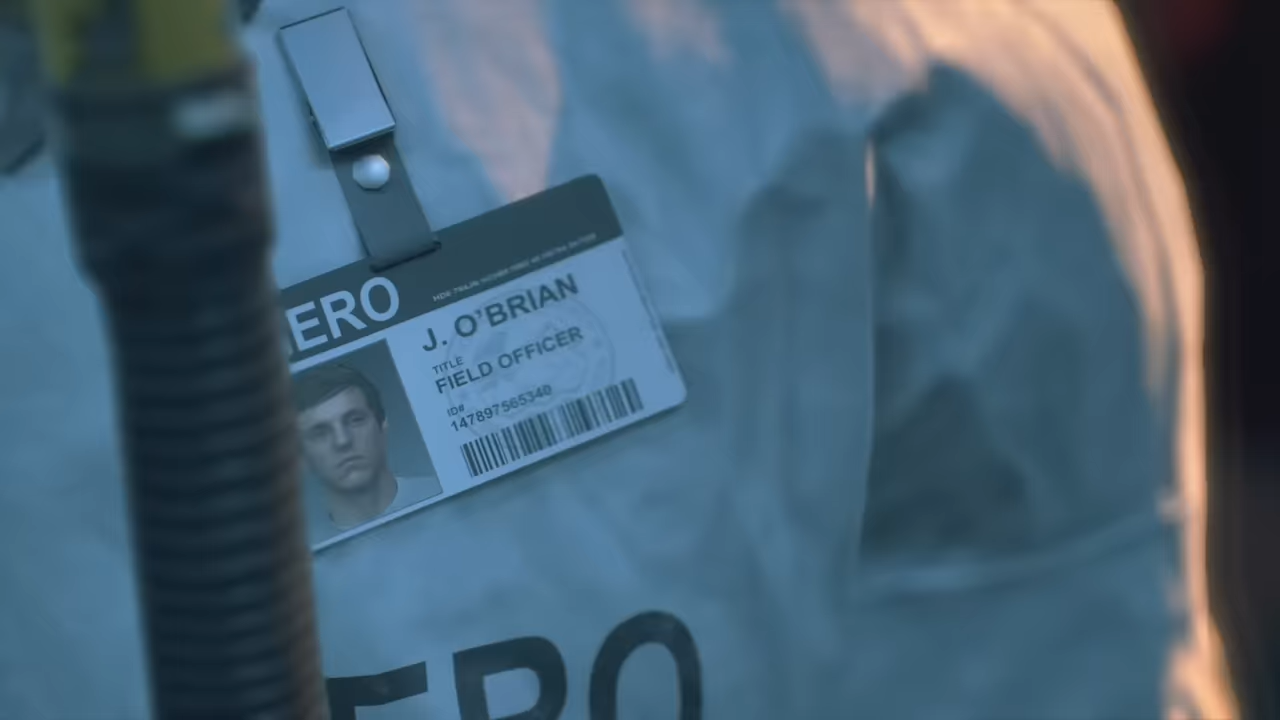 ERO
J. O'BRIAN
TITLE
FIELD OFFICER
ID#
147897565340
ERO